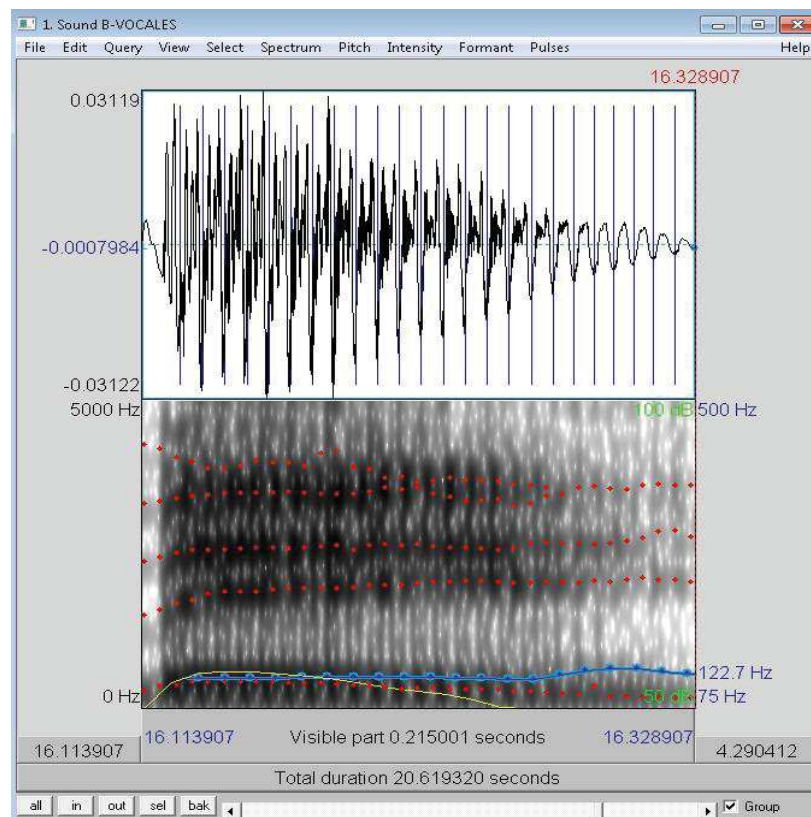 1. Sound B-VOCALES
File Edit Query View Select Spectrum Pitch Intensity Formant Pulses Help
16.328907
0.03119
-0.0007984
-0.03122
5000 Hz 100 dB 500 Hz
122.7 Hz
0 Hz 50 dB 75 Hz
16.113907 16.113907 Visible part 0.215001 seconds 16.328907 4.290412
Total duration 20.619320 seconds
all in out sel bak Group